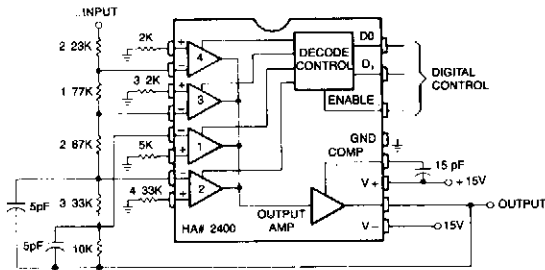 ..INPUT
2 23K
1 77K
2 67K
3 33K
10K
5pF
5pF
2K
3 2K
5K
4 33K
+
−
4
+
−
3
−
+
1
−
+
2
DECODE
CONTROL
D0
D,
ENABLE
DIGITAL
CONTROL
GND
COMP
15 pF
V+
+15V
OUTPUT
AMP
OUTPUT
V−
−15V
HA# 2400